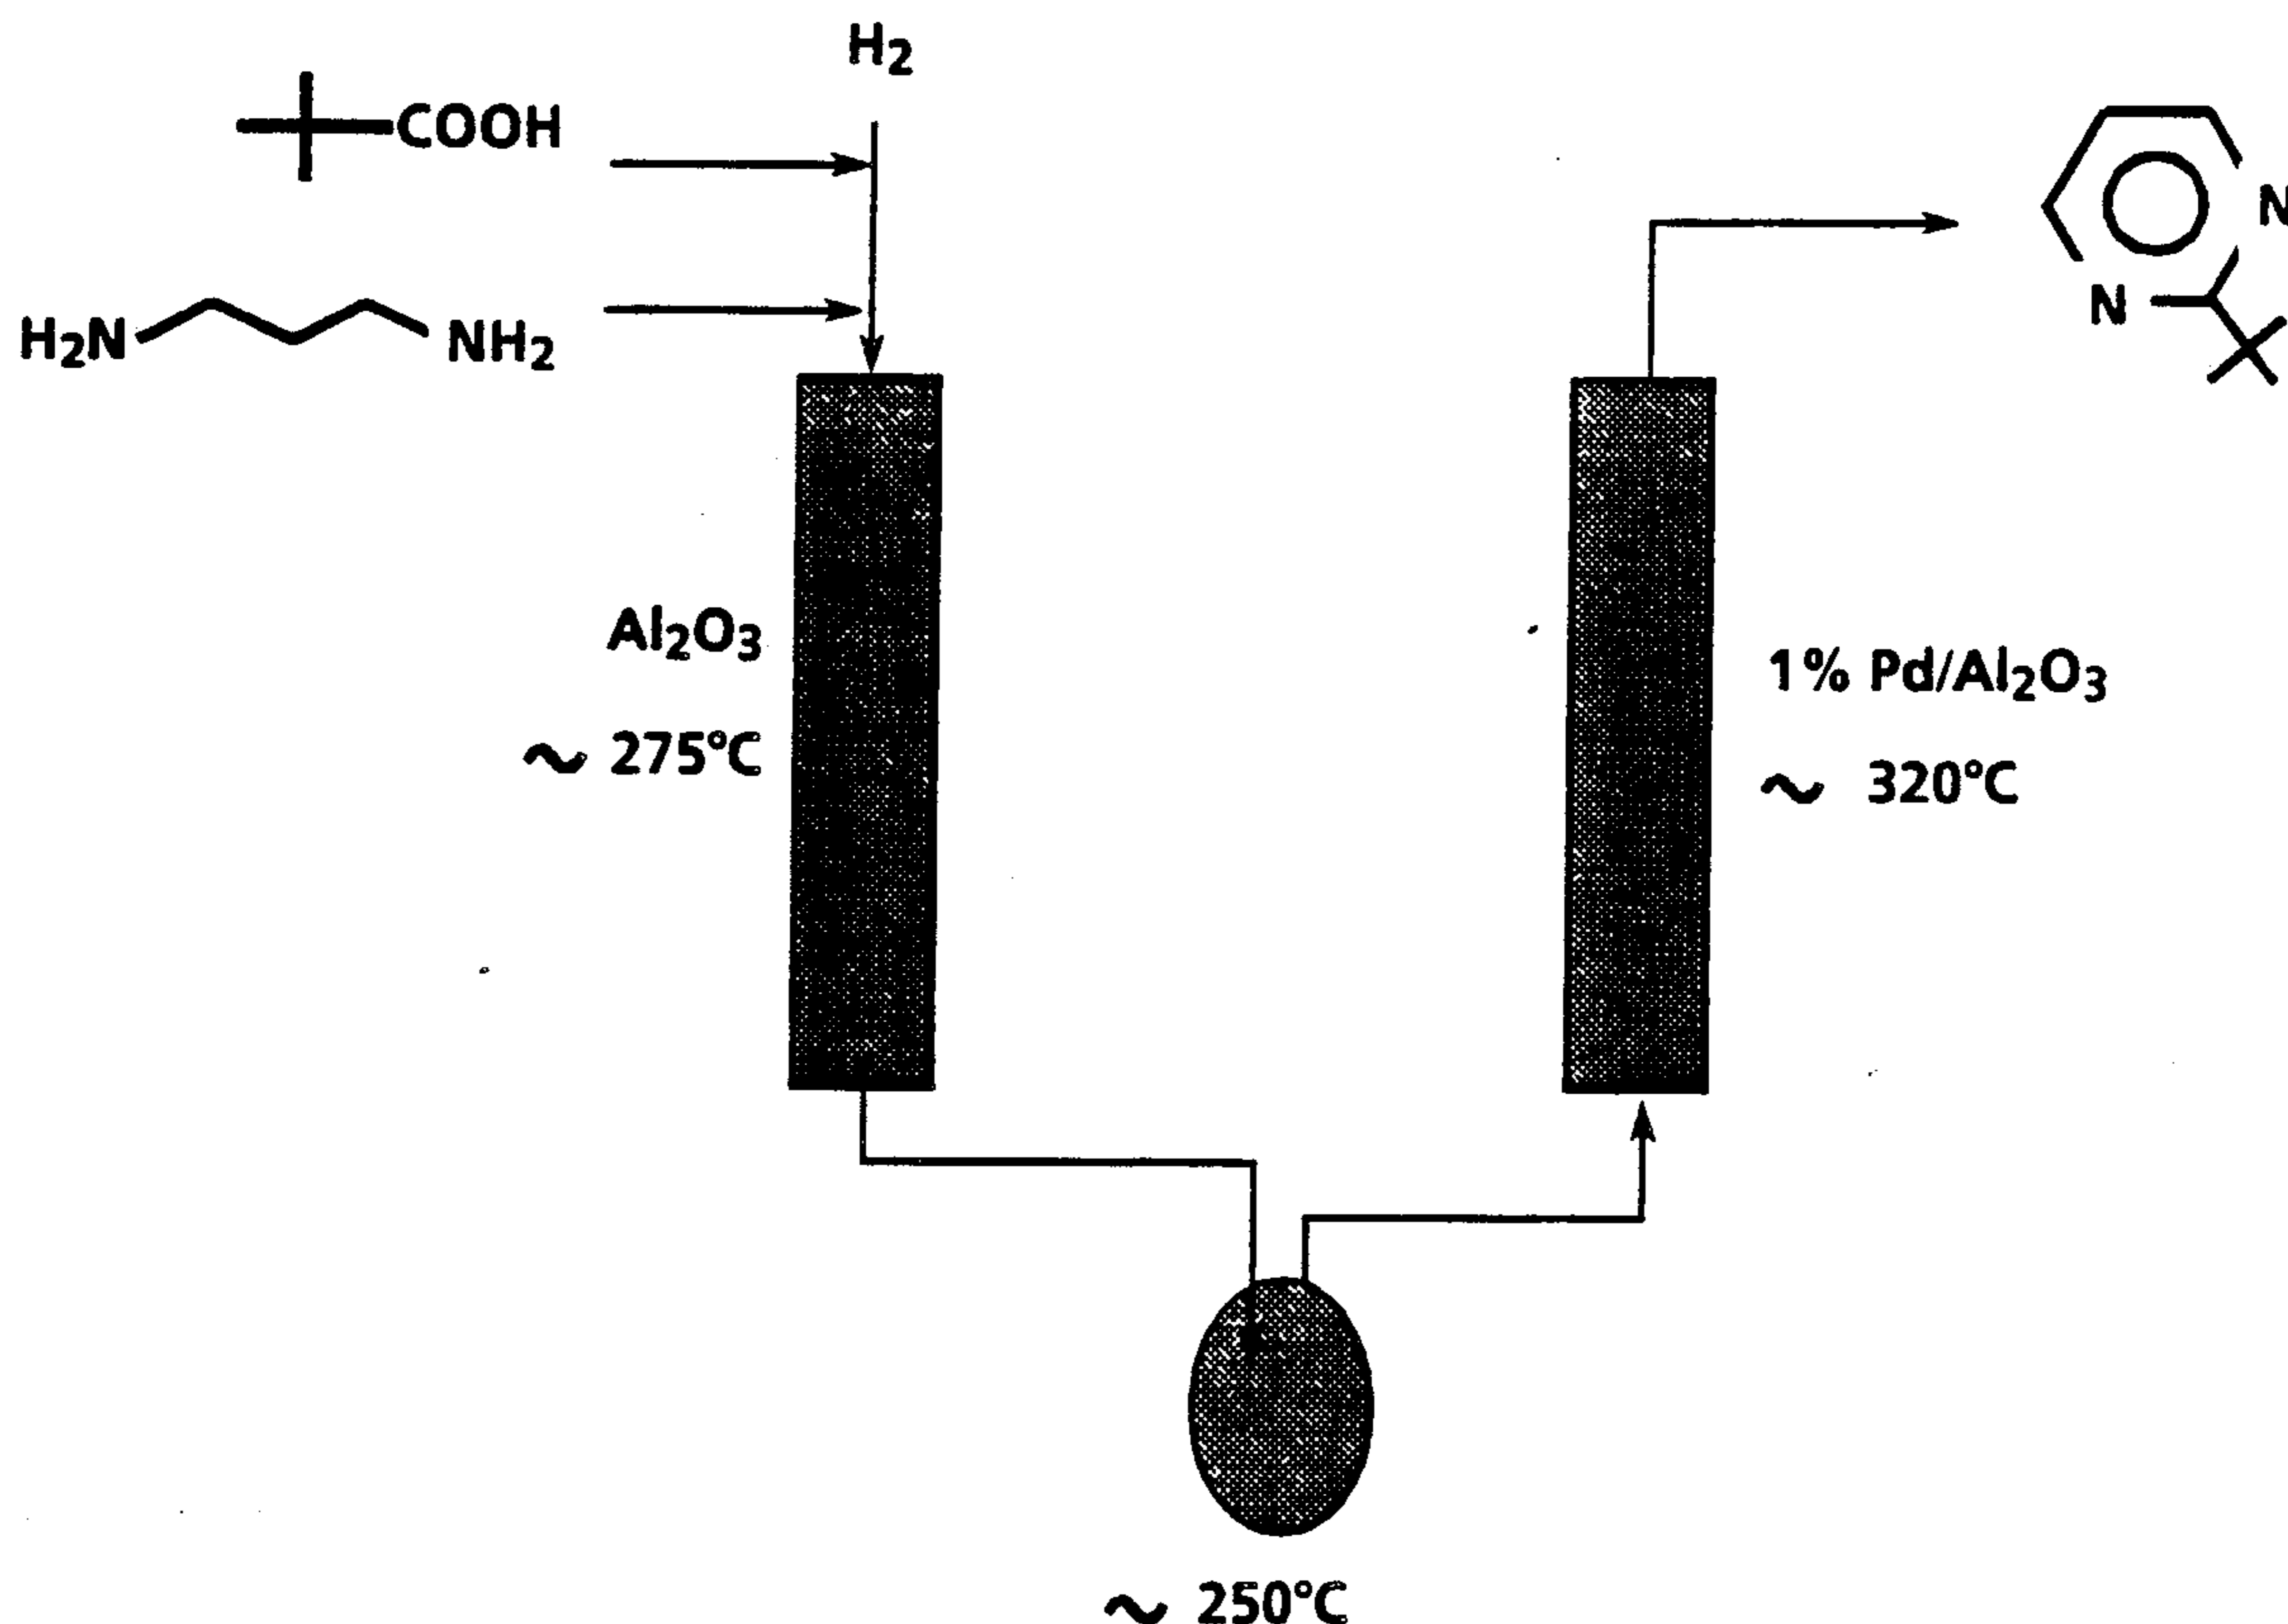 H₂
COOH
H₂N NH₂
N
N
Al₂O₃
~ 275°C
1% Pd/Al₂O₃
~ 320°C
~ 250°C